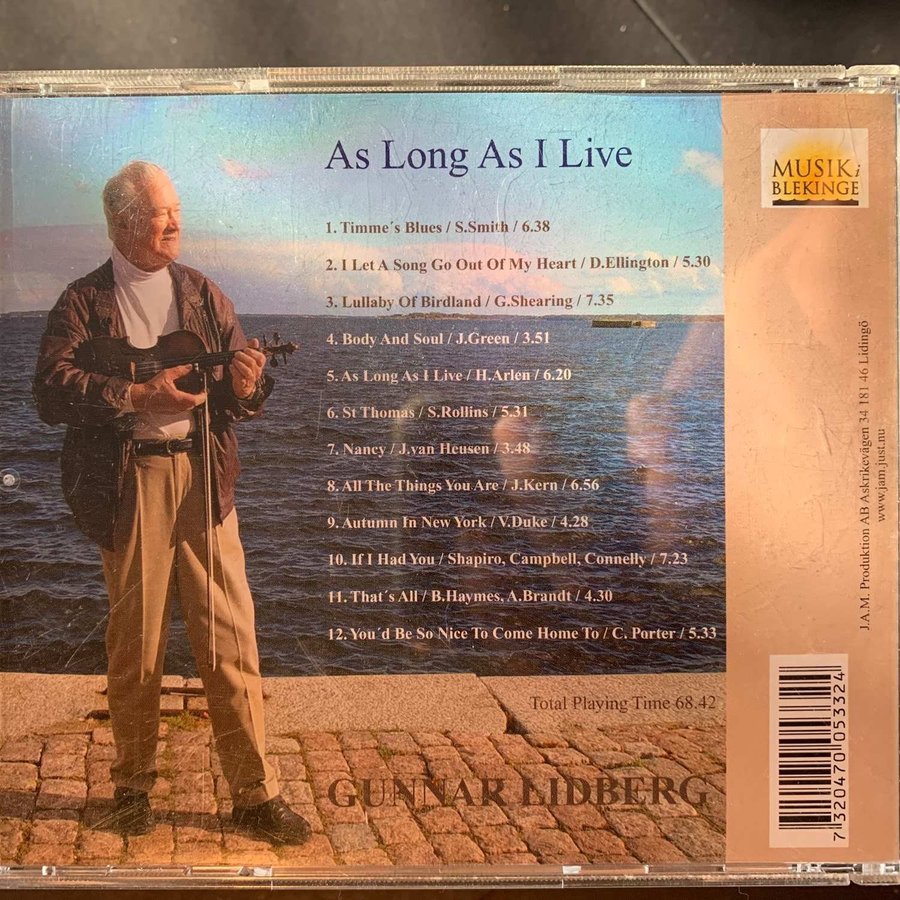 As Long As I Live
MUSIK i
BLEKINGE
1. Timme´s Blues / S.Smith / 6.38
2. I Let A Song Go Out Of My Heart / D.Ellington / 5.30
3. Lullaby Of Birdland / G.Shearing / 7.35
4. Body And Soul / J.Green / 3.51
5. As Long As I Live / H.Arlen / 6.20
6. St Thomas / S.Rollins / 5.31
7. Nancy / J.van Heusen / 3.48
8. All The Things You Are / J.Kern / 6.56
9. Autumn In New York / V.Duke / 4.28
10. If I Had You / Shapiro, Campbell, Connelly / 7.23
11. That´s All / B.Haymes, A.Brandt / 4.30
12. You´d Be So Nice To Come Home To / C. Porter / 5.33
Total Playing Time 68.42
GUNNAR LIDBERG
J.A.M. Produktion AB Askrikevägen 34 181 46 Lidingö
www.jam.just.nu
7320470053324